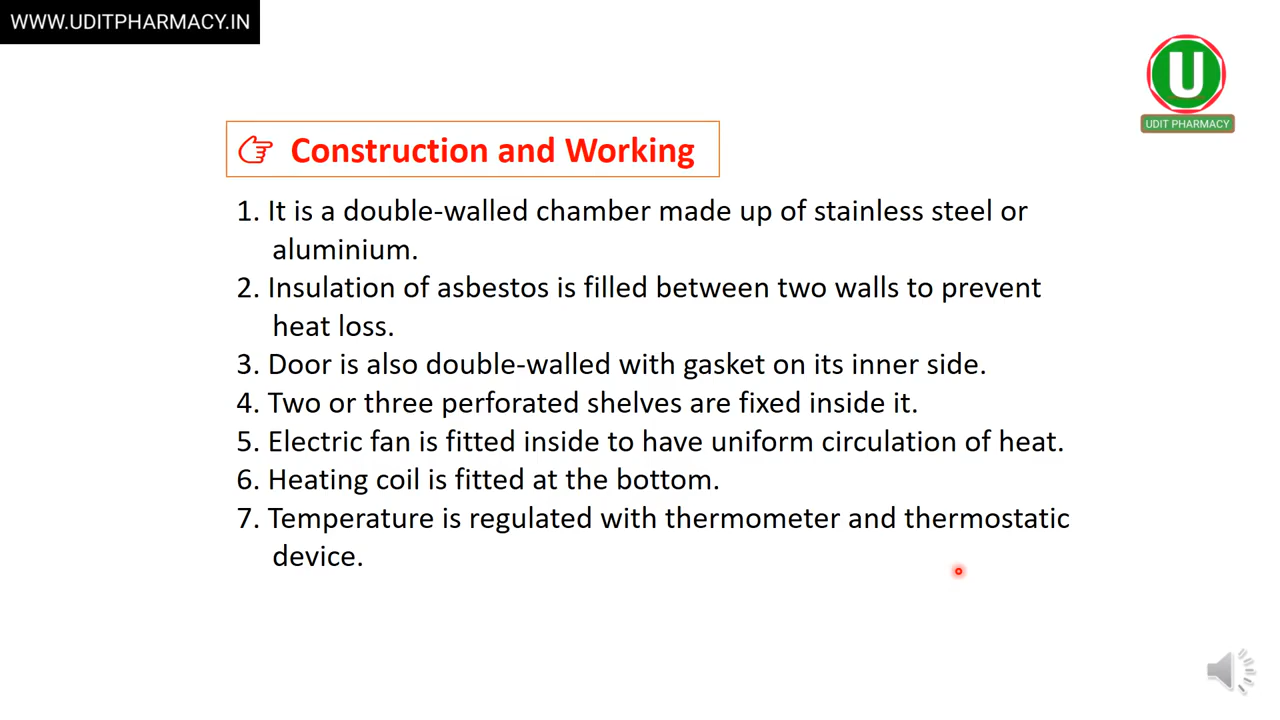 WWW.UDITPHARMACY.IN
U
UDIT PHARMACY
Construction and Working
1. It is a double-walled chamber made up of stainless steel or
aluminium.
2. Insulation of asbestos is filled between two walls to prevent
heat loss.
3. Door is also double-walled with gasket on its inner side.
4. Two or three perforated shelves are fixed inside it.
5. Electric fan is fitted inside to have uniform circulation of heat.
6. Heating coil is fitted at the bottom.
7. Temperature is regulated with thermometer and thermostatic
device.